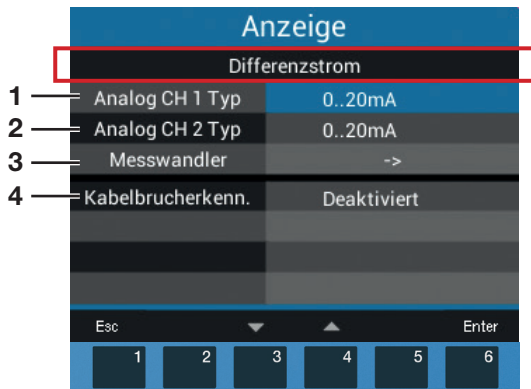 Anzeige
Differenzstrom
1 Analog CH 1 Typ 0..20mA
2 Analog CH 2 Typ 0..20mA
3 Messwandler ->
4 Kabelbrucherkenn. Deaktiviert
Esc Enter
1 2 3 4 5 6